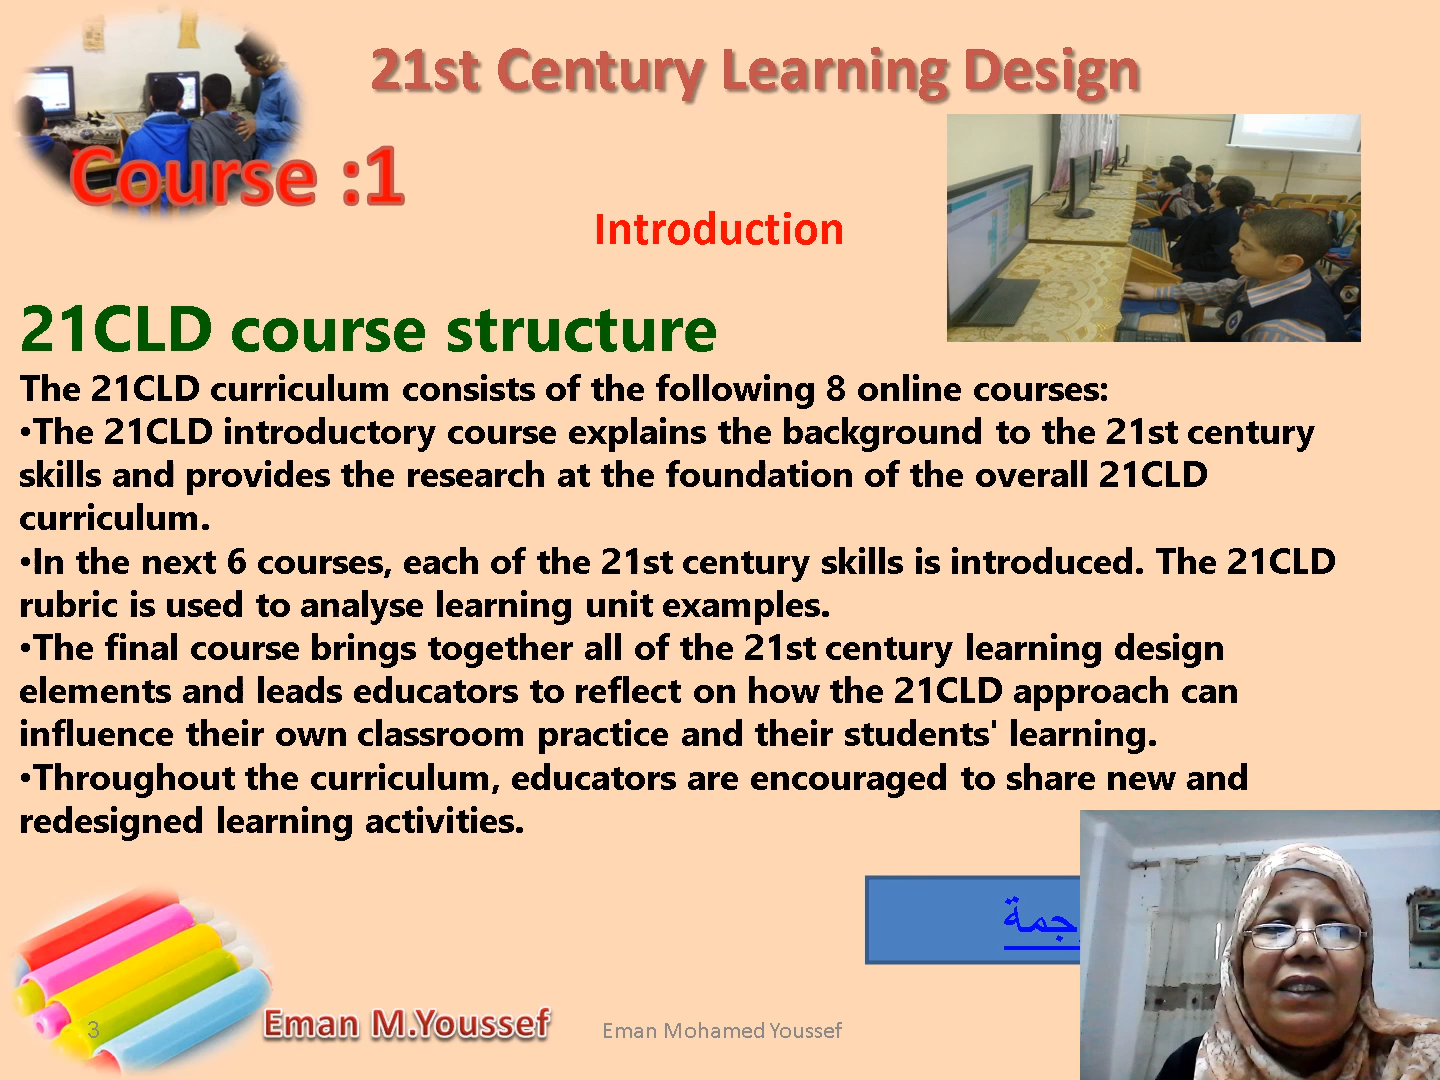 21st Century Learning Design
Course :1
Introduction
21CLD course structure
The 21CLD curriculum consists of the following 8 online courses:
•The 21CLD introductory course explains the background to the 21st century
skills and provides the research at the foundation of the overall 21CLD
curriculum.
•In the next 6 courses, each of the 21st century skills is introduced. The 21CLD
rubric is used to analyse learning unit examples.
•The final course brings together all of the 21st century learning design
elements and leads educators to reflect on how the 21CLD approach can
influence their own classroom practice and their students' learning.
•Throughout the curriculum, educators are encouraged to share new and
redesigned learning activities.
3
Eman M.Youssef
Eman Mohamed Youssef